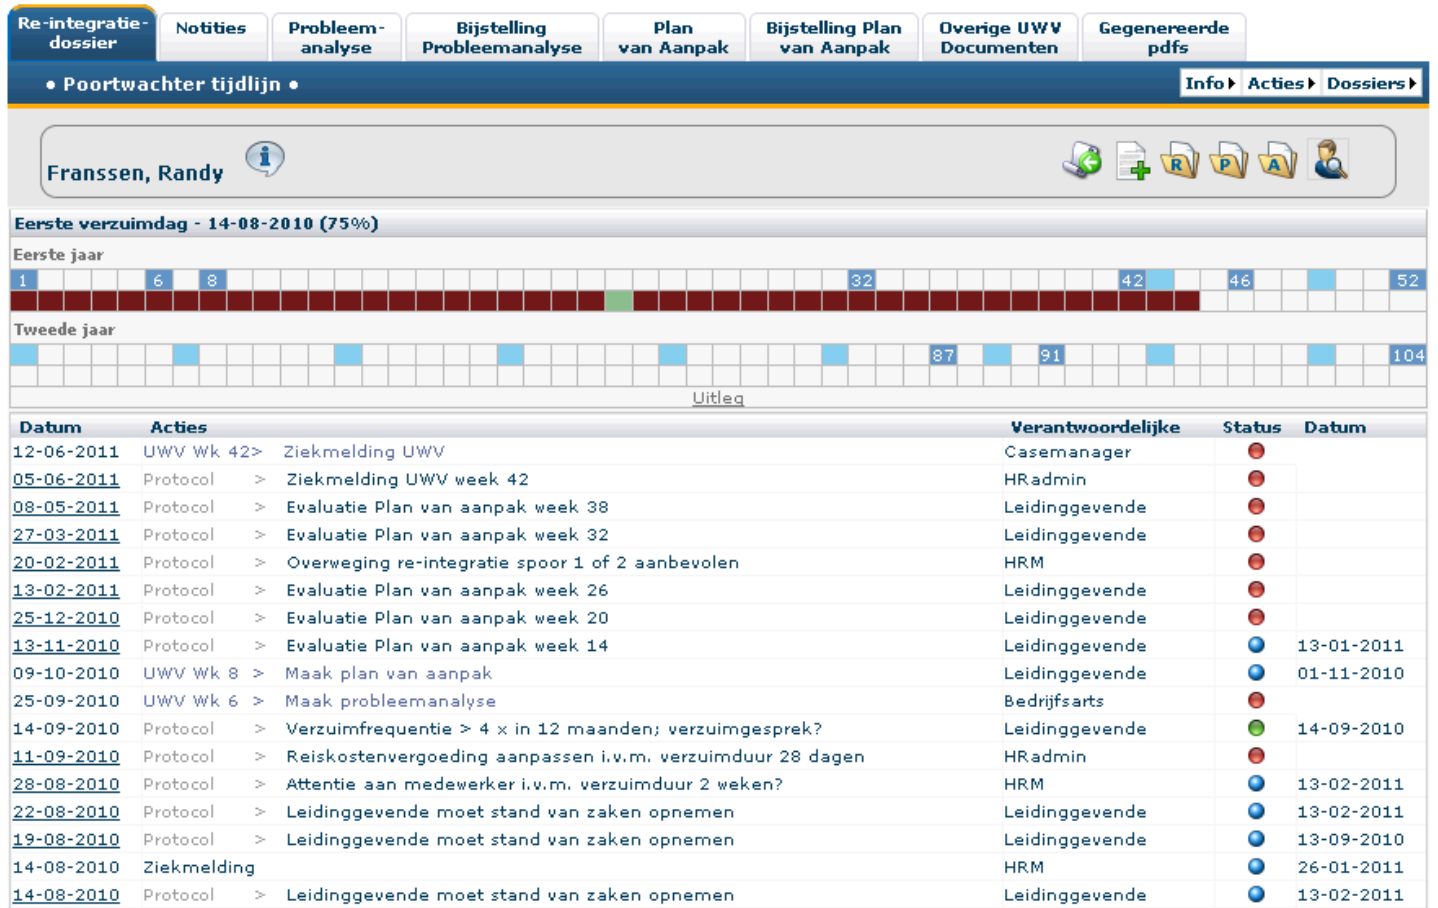 Re-integratie-
dossier
Notities
Probleem-
analyse
Bijstelling
Probleemanalyse
Plan
van Aanpak
Bijstelling Plan
van Aanpak
Overige UWV
Documenten
Gegenereerde
pdfs
• Poortwachter tijdlijn •
Info Acties Dossiers
Franssen, Randy
i
R P A
Eerste verzuimdag - 14-08-2010 (75%)
Eerste jaar
1 6 8 32 42 46 52
Tweede jaar
87 91 104
Uitleg
Datum Acties Verantwoordelijke Status Datum
12-06-2011 UWV Wk 42> Ziekmelding UWV Casemanager
05-06-2011 Protocol > Ziekmelding UWV week 42 HRadmin
08-05-2011 Protocol > Evaluatie Plan van aanpak week 38 Leidinggevende
27-03-2011 Protocol > Evaluatie Plan van aanpak week 32 Leidinggevende
20-02-2011 Protocol > Overweging re-integratie spoor 1 of 2 aanbevolen HRM
13-02-2011 Protocol > Evaluatie Plan van aanpak week 26 Leidinggevende
25-12-2010 Protocol > Evaluatie Plan van aanpak week 20 Leidinggevende
13-11-2010 Protocol > Evaluatie Plan van aanpak week 14 Leidinggevende 13-01-2011
09-10-2010 UWV Wk 8 > Maak plan van aanpak Leidinggevende 01-11-2010
25-09-2010 UWV Wk 6 > Maak probleemanalyse Bedrijfsarts
14-09-2010 Protocol > Verzuimfrequentie > 4 x in 12 maanden; verzuimgesprek? Leidinggevende 14-09-2010
11-09-2010 Protocol > Reiskostenvergoeding aanpassen i.v.m. verzuimduur 28 dagen HRadmin
28-08-2010 Protocol > Attentie aan medewerker i.v.m. verzuimduur 2 weken? HRM 13-02-2011
22-08-2010 Protocol > Leidinggevende moet stand van zaken opnemen Leidinggevende 13-02-2011
19-08-2010 Protocol > Leidinggevende moet stand van zaken opnemen Leidinggevende 13-09-2010
14-08-2010 Ziekmelding HRM 26-01-2011
14-08-2010 Protocol > Leidinggevende moet stand van zaken opnemen Leidinggevende 13-02-2011